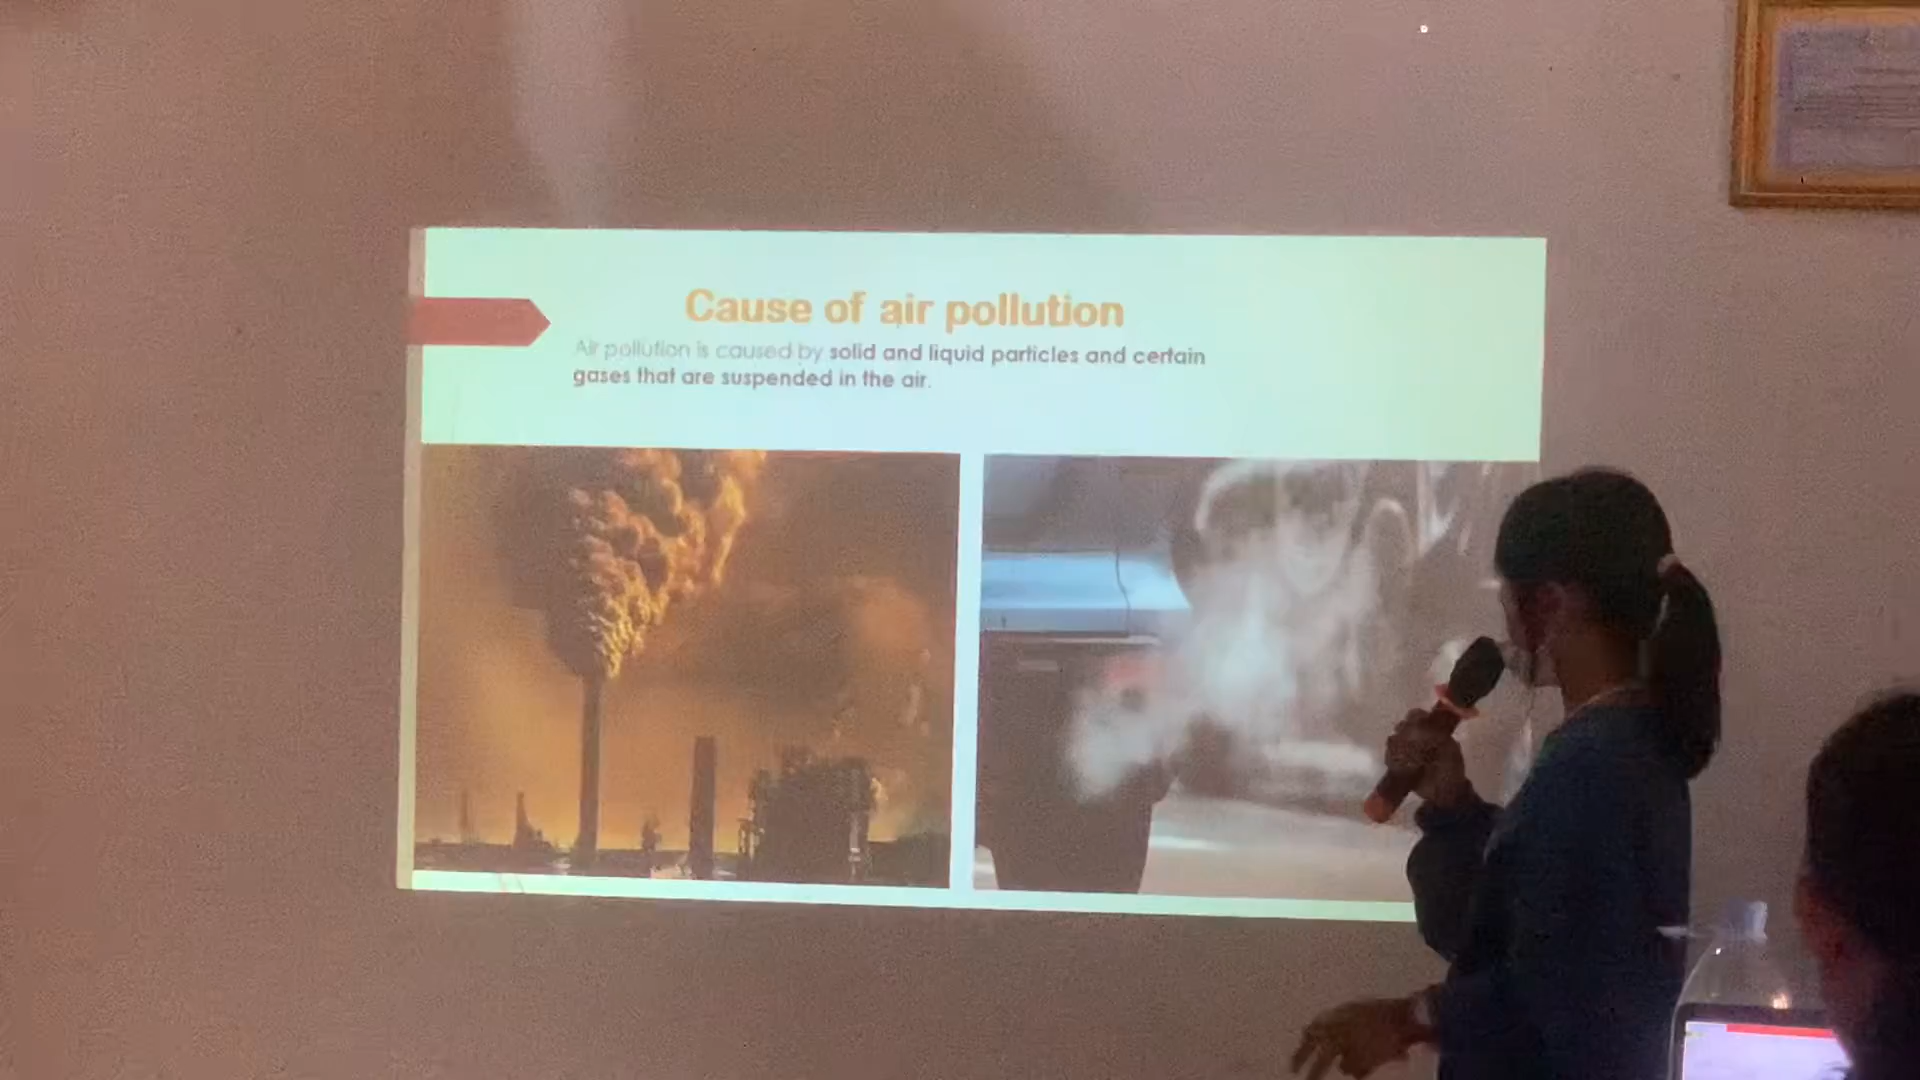 Cause of air pollution
Air pollution is caused by solid and liquid particles and certain
gases that are suspended in the air.